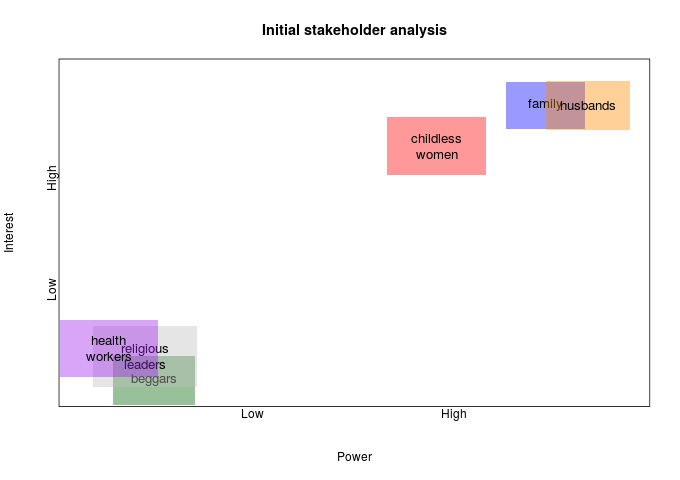 Initial stakeholder analysis
family
husbands
childless
women
High
Interest
Low
health
workers
religious
leaders
beggars
Low
High
Power